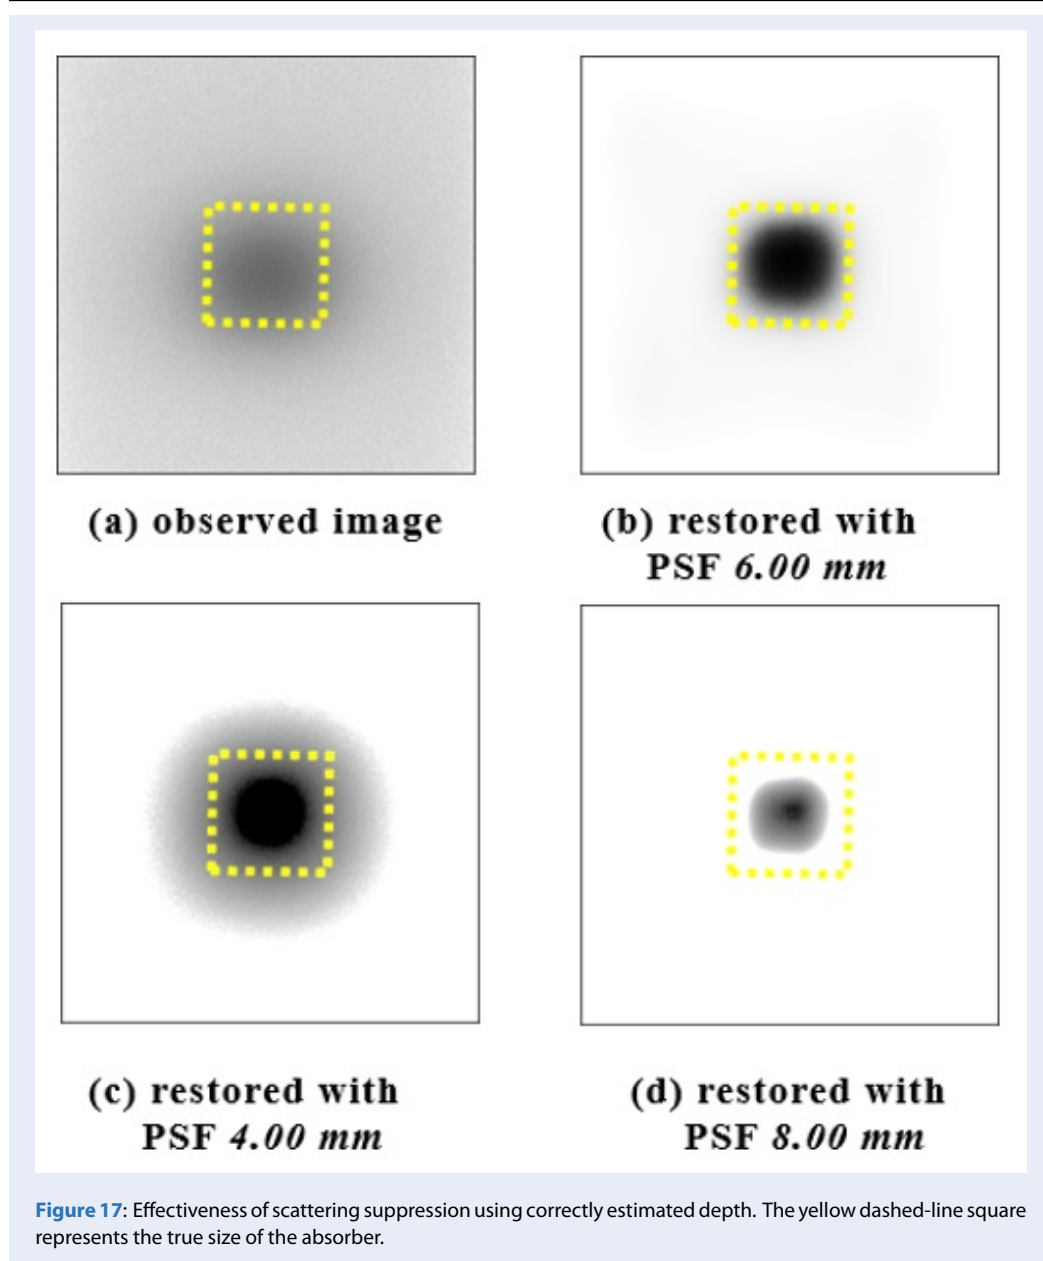 (a) observed image
(b) restored with
PSF 6.00 mm
(c) restored with
PSF 4.00 mm
(d) restored with
PSF 8.00 mm
Figure 17: Effectiveness of scattering suppression using correctly estimated depth. The yellow dashed-line square
represents the true size of the absorber.